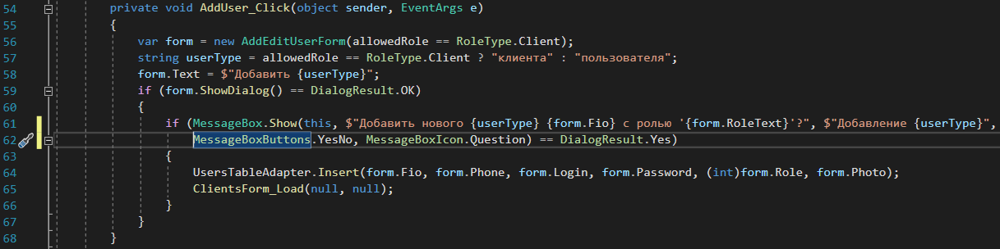 54 private void AddUser_Click(object sender, EventArgs e)
55 {
56 var form = new AddEditUserForm(allowedRole == RoleType.Client);
57 string userType = allowedRole == RoleType.Client ? "клиента" : "пользователя";
58 form.Text = $"Добавить {userType}";
59 if (form.ShowDialog() == DialogResult.OK)
60 {
61 if (MessageBox.Show(this, $"Добавить нового {userType} {form.Fio} с ролью '{form.RoleText}'?", $"Добавление {userType}",
62 MessageBoxButtons.YesNo, MessageBoxIcon.Question) == DialogResult.Yes)
63 {
64 UsersTableAdapter.Insert(form.Fio, form.Phone, form.Login, form.Password, (int)form.Role, form.Photo);
65 ClientsForm_Load(null, null);
66 }
67 }
68 }